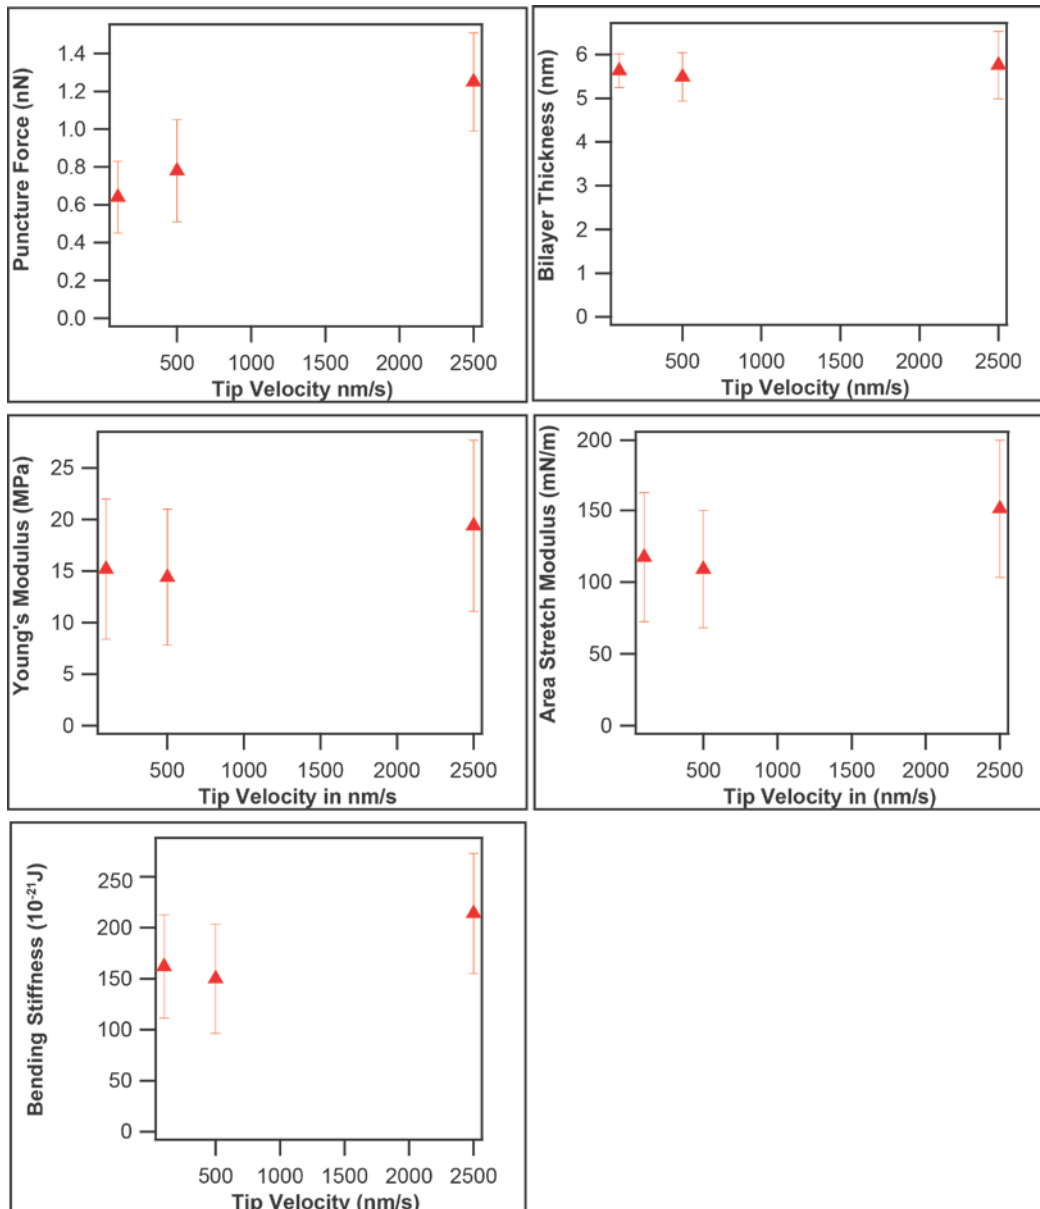 Puncture Force (nN)
1.4
1.2
1.0
0.8
0.6
0.4
0.2
0.0
500 1000 1500 2000 2500
Tip Velocity nm/s)
Bilayer Thickness (nm)
6
5
4
3
2
1
0
500 1000 1500 2000 2500
Tip Velocity (nm/s)
Young's Modulus (MPa)
25
20
15
10
5
0
500 1000 1500 2000 2500
Tip Velocity in nm/s
Area Stretch Modulus (mN/m)
200
150
100
50
0
500 1000 1500 2000 2500
Tip Velocity in (nm/s)
Bending Stiffness (10⁻²¹J)
250
200
150
100
50
0
500 1000 1500 2000 2500
Tip Velocity (nm/s)